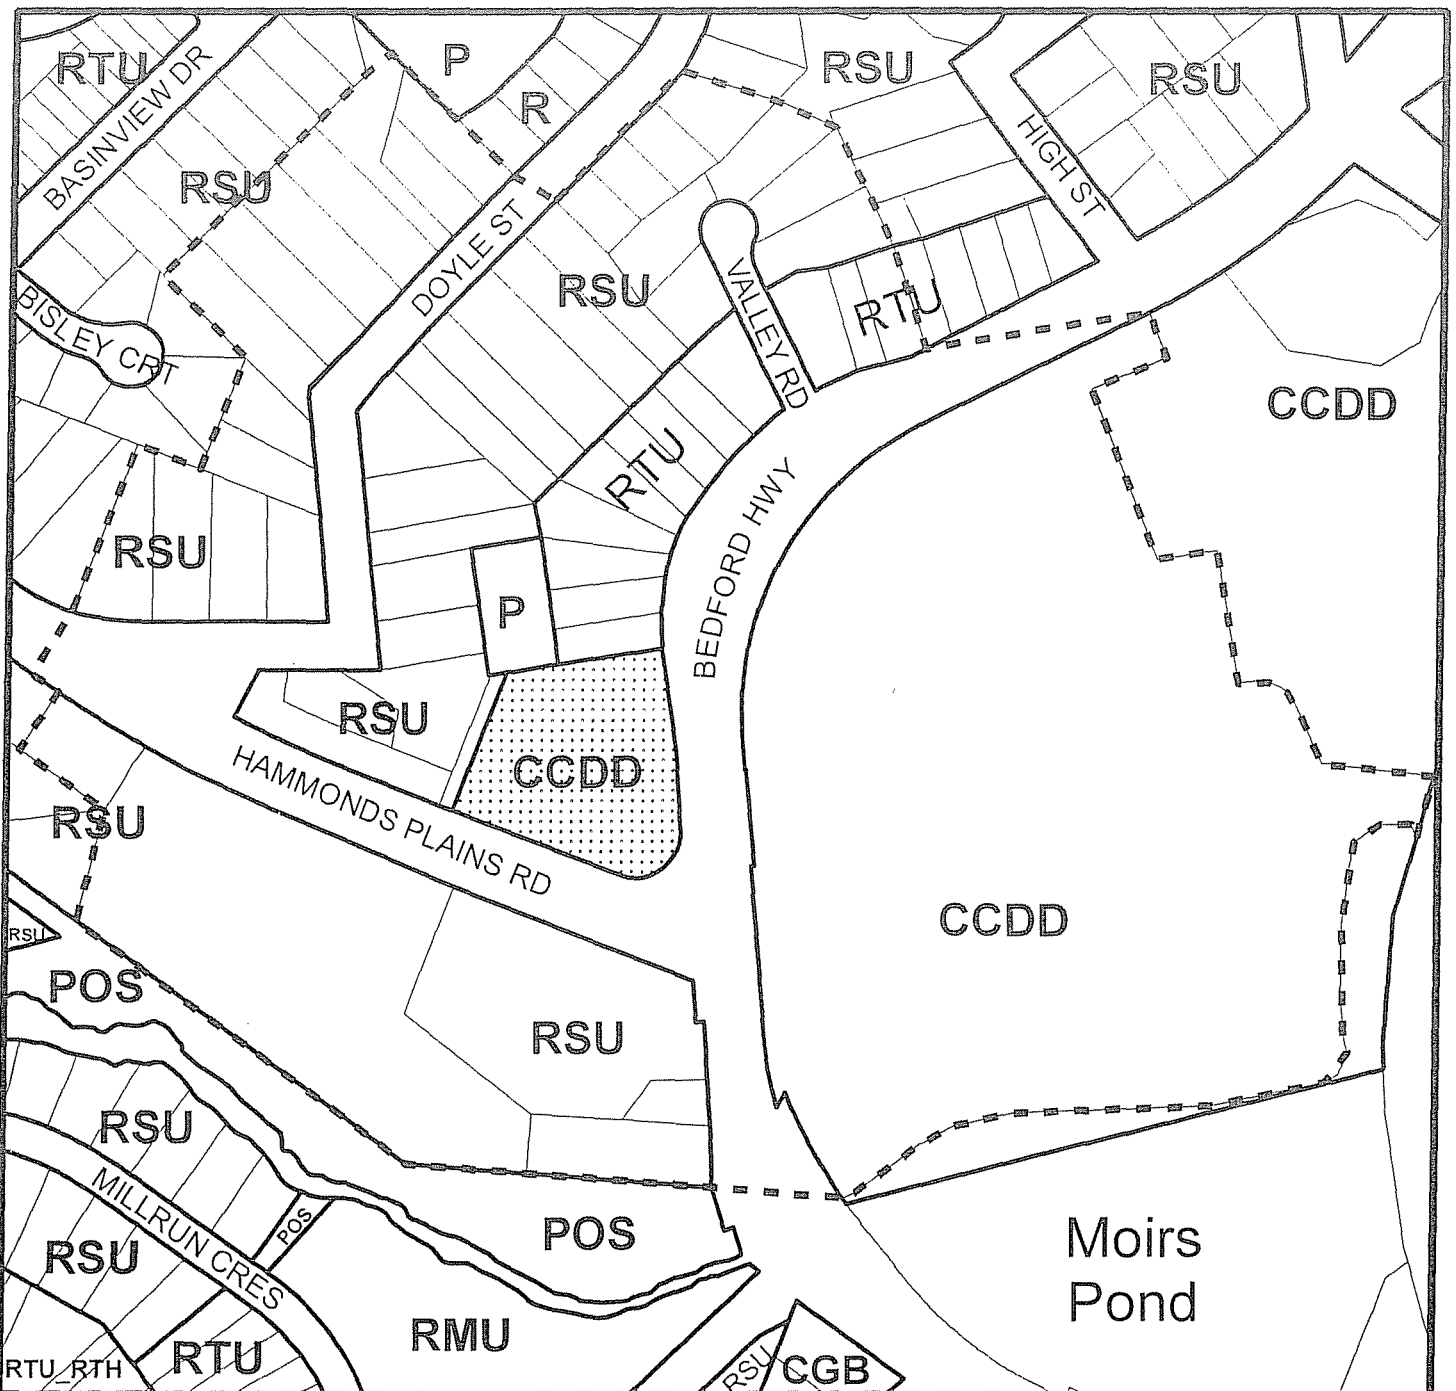 RTU
BASINVIEW DR
P
R
RSU
RSU
HIGH ST
RSU
DOYLE ST
RSU
VALLEY RD
RTU
BISLEY CRT
CCDD
RTU
BEDFORD HWY
RSU
P
RSU
CCDD
HAMMONDS PLAINS RD
RSU
CCDD
RSU
POS
RSU
RSU
MILLRUN CRES
POS
POS
RSU
Moirs
Pond
RMU
RTU
RTU_RTH
RSU
CGB